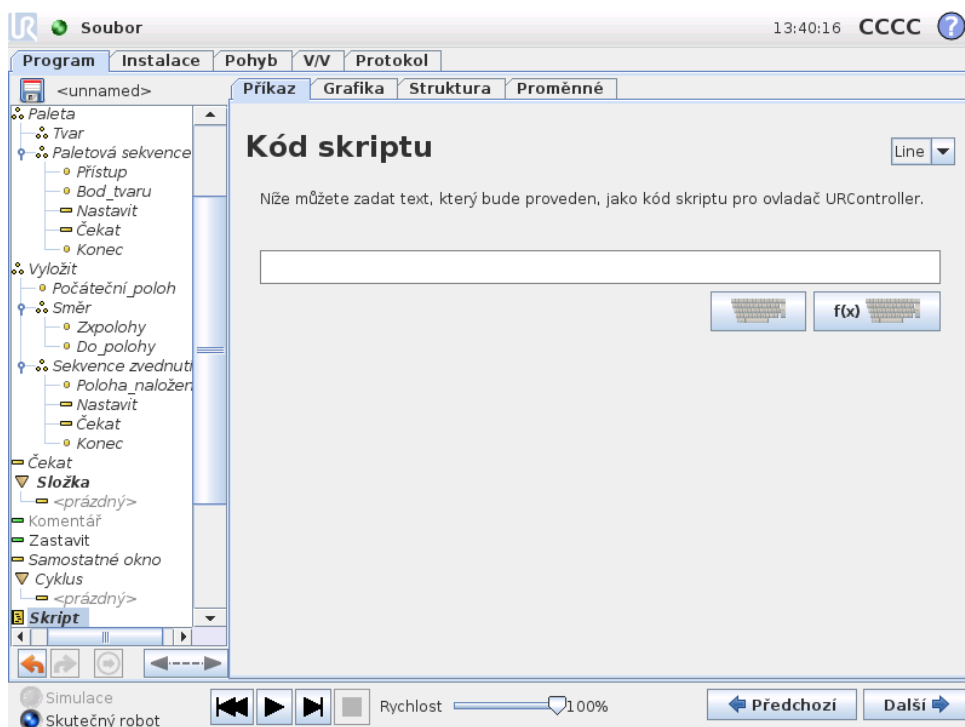 Soubor
13:40:16 CCCC ?
Program Instalace Pohyb V/V Protokol
<unnamed>
Příkaz Grafika Struktura Proměnné
Paleta
Tvar
Paletová sekvence
Přístup
Bod_tvaru
Nastavit
Čekat
Konec
Vyložit
Počáteční_poloh
Směr
Zxpolohy
Do_polohy
Sekvence zvednutí
Poloha_naložen
Nastavit
Čekat
Konec
Čekat
Složka
<prázdný>
Komentář
Zastavit
Samostatné okno
Cyklus
<prázdný>
Skript
Kód skriptu
Line
Níže můžete zadat text, který bude proveden, jako kód skriptu pro ovladač URController.
f(x)
Simulace
Skutečný robot
Rychlost 100%
Předchozí
Další